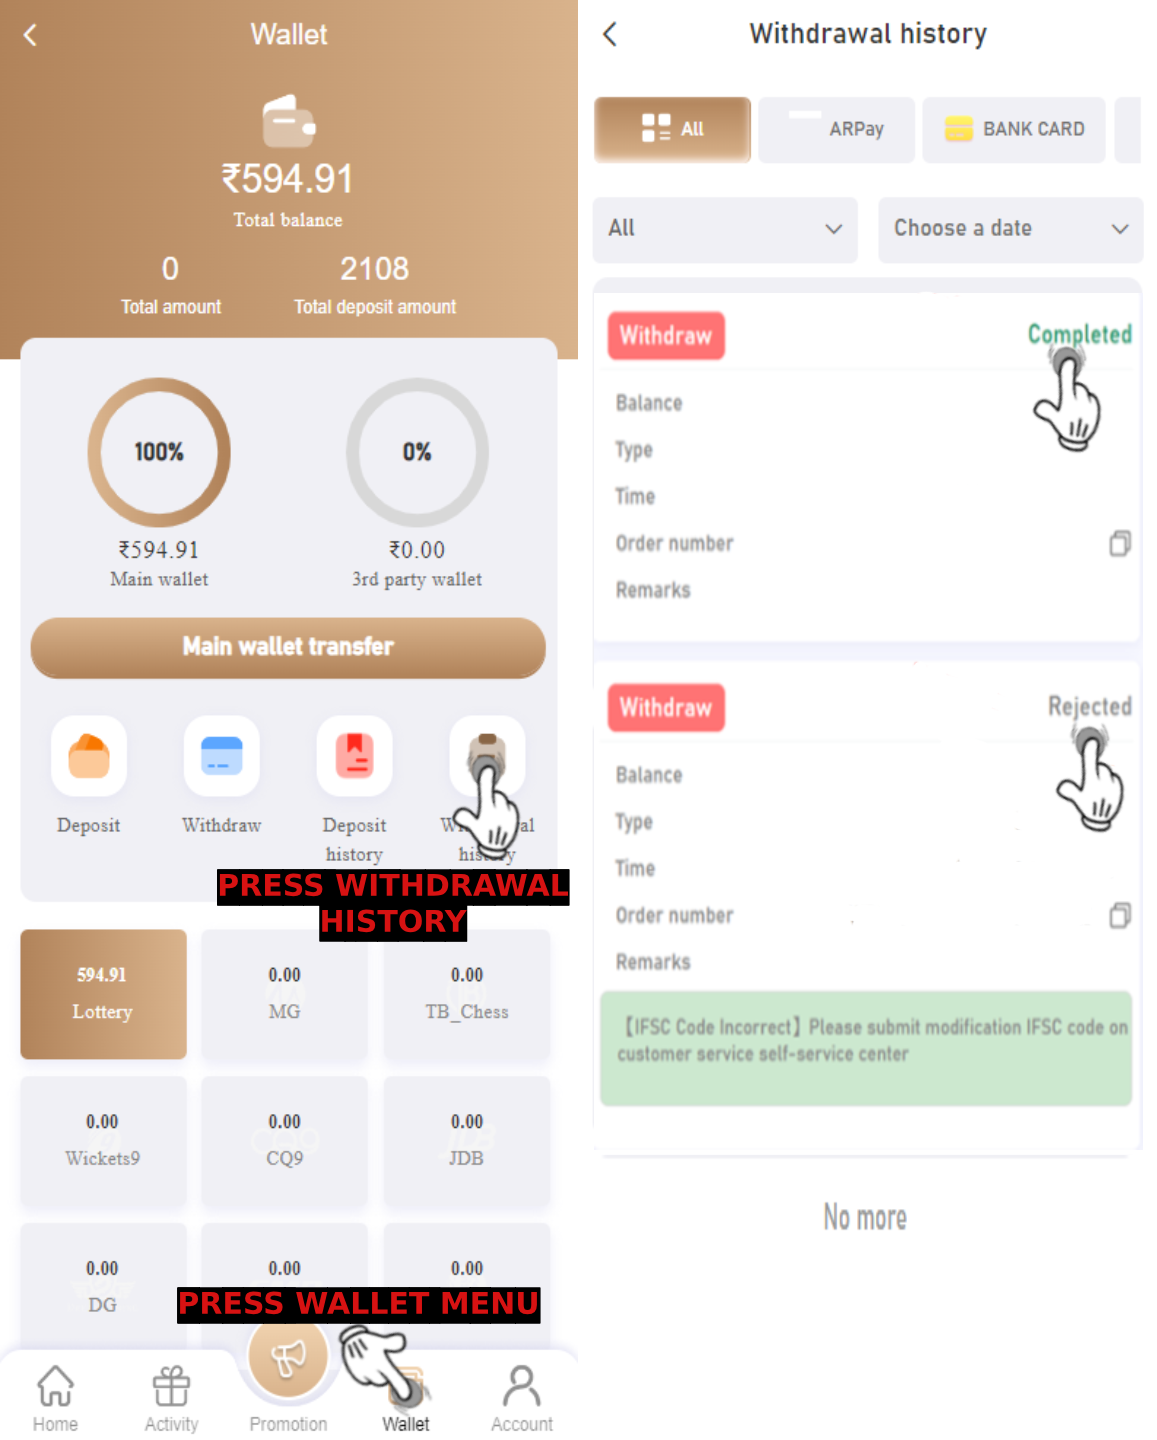 Wallet
₹594.91
Total balance
0
2108
Total amount
Total deposit amount
100%
0%
₹594.91
₹0.00
Main wallet
3rd party wallet
Main wallet transfer
Deposit
Withdraw
Deposit
history
PRESS WITHDRAWAL
HISTORY
594.91
0.00
0.00
Lottery
MG
TB_Chess
0.00
0.00
0.00
Wickets9
CQ9
JDB
0.00
0.00
0.00
DG
PRESS WALLET MENU
Home
Activity
Promotion
Wallet
Account
Withdrawal history
All
ARPay
BANK CARD
All
Choose a date
Withdraw
Completed
Balance
Type
Time
Order number
Remarks
Withdraw
Rejected
Balance
Type
Time
Order number
Remarks
【IFSC Code Incorrect】Please submit modification IFSC code on
customer service self-service center
No more